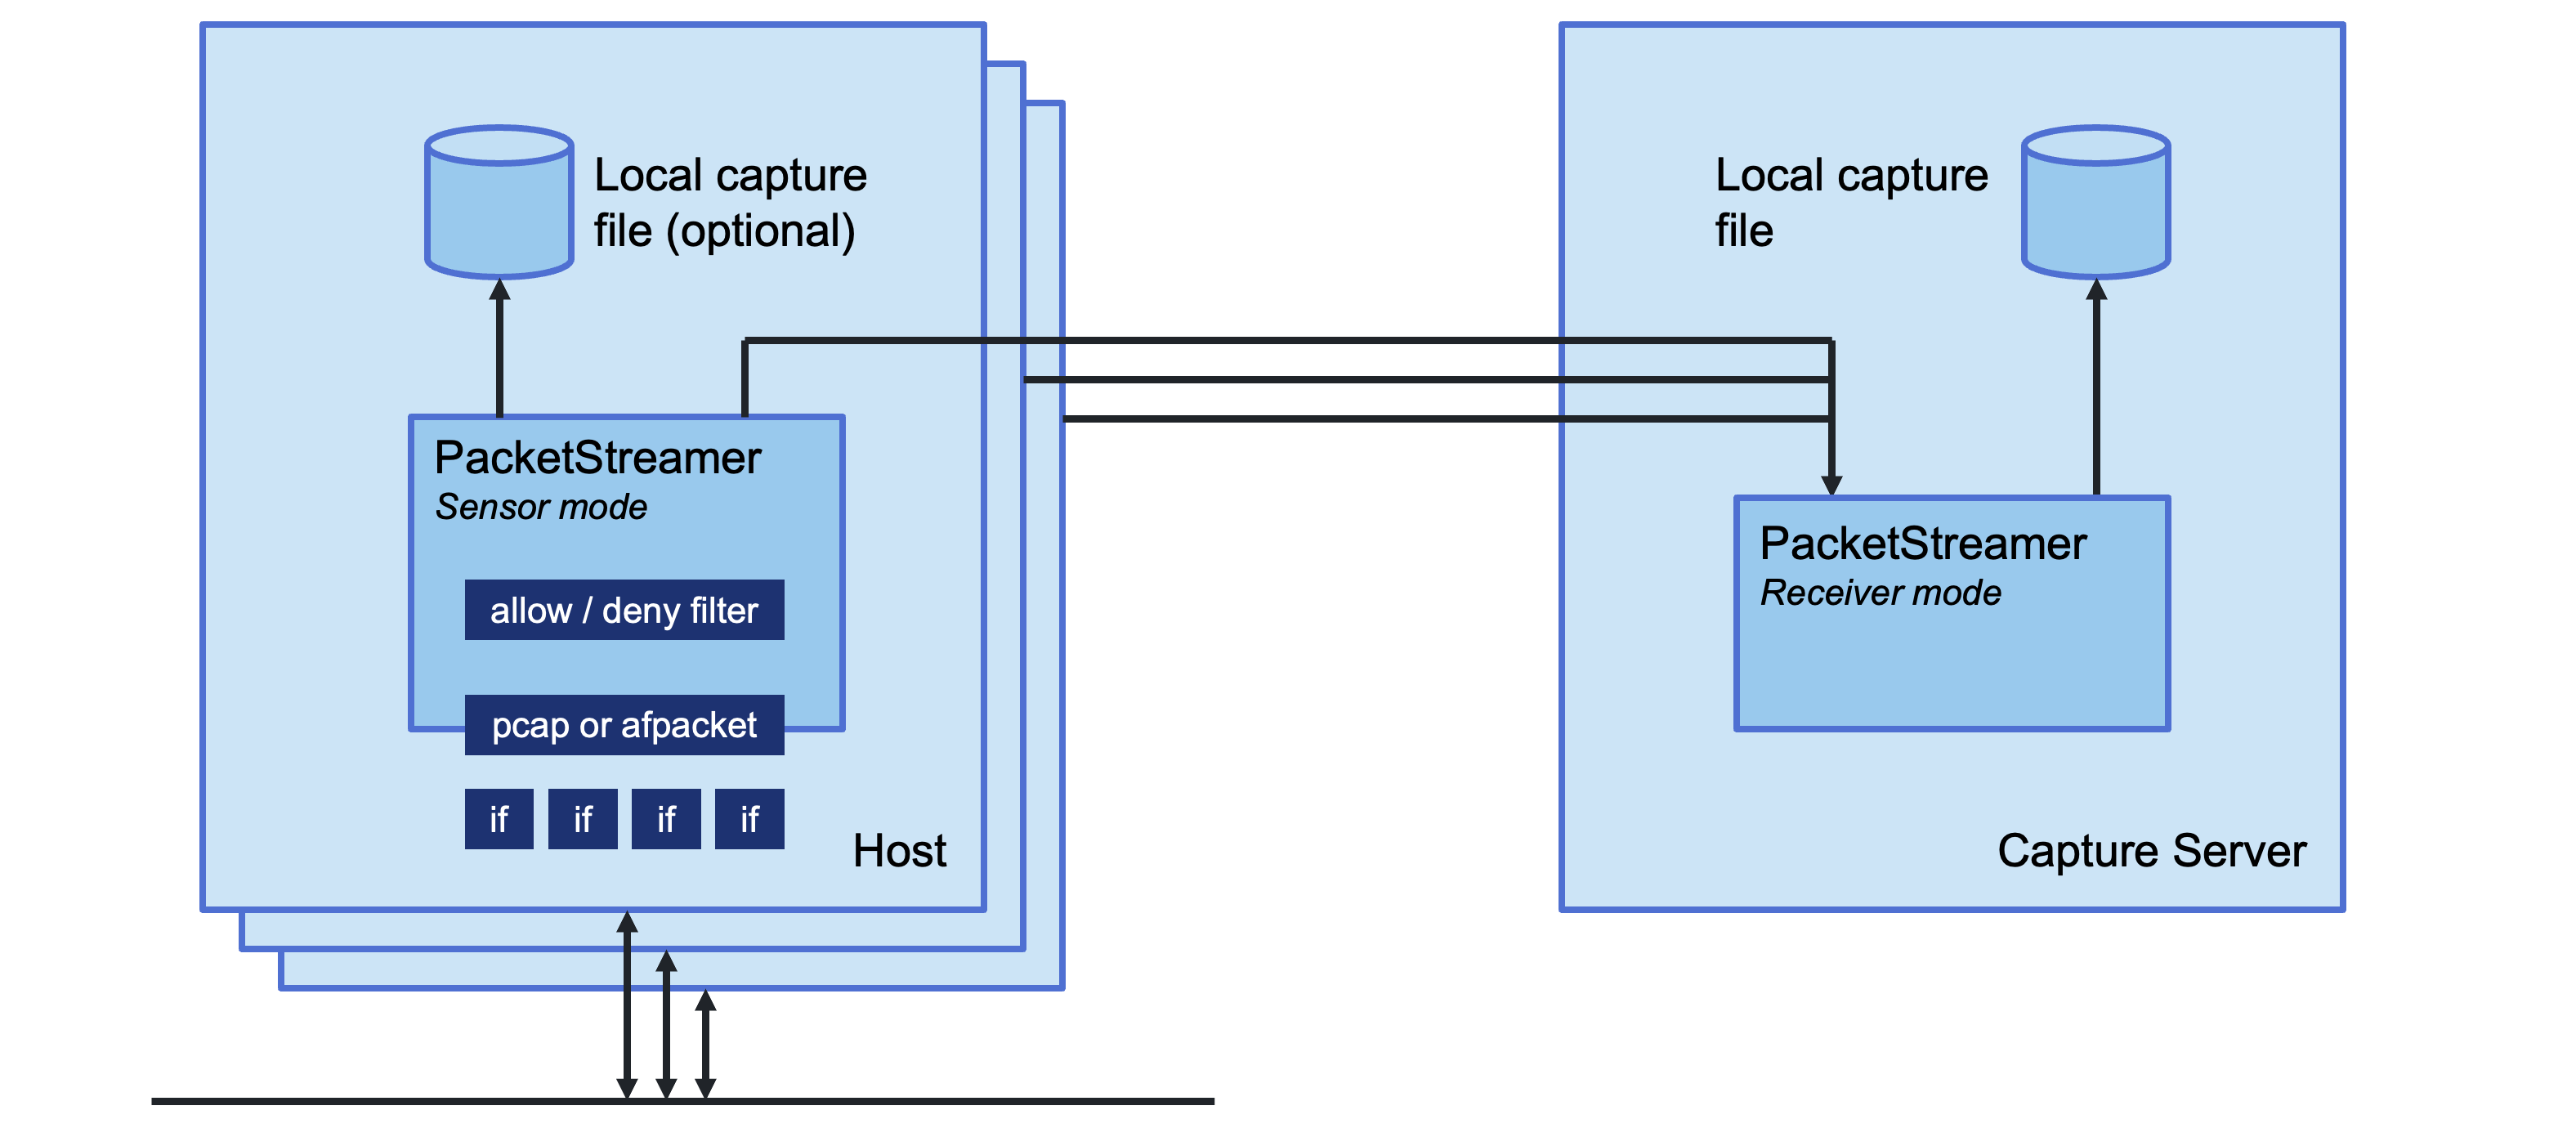 Local capture
file (optional)
PacketStreamer
Sensor mode
allow / deny filter
pcap or afpacket
if if if if
Host
Local capture
file
PacketStreamer
Receiver mode
Capture Server